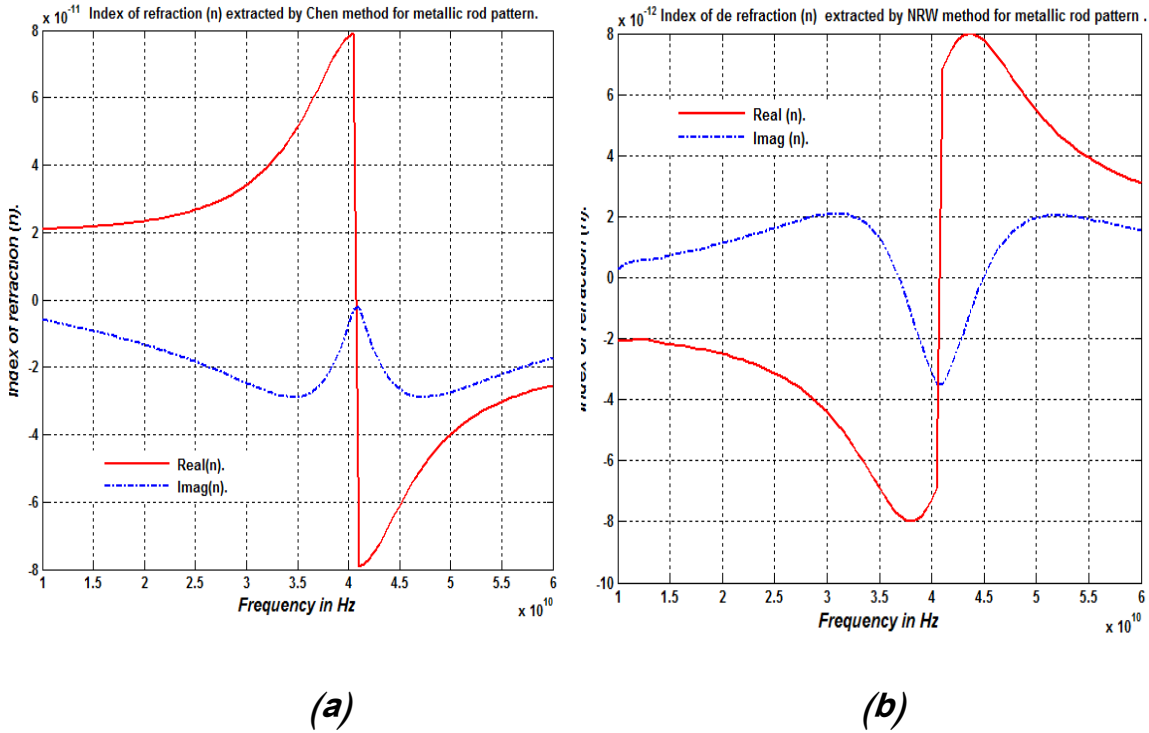 x 10-11 Index of refraction (n) extracted by Chen method for metallic rod pattern.
8
6
4
2
0
-2
-4
-6
-8
Index of refraction (n).
Real(n).
Imag(n).
1 1.5 2 2.5 3 3.5 4 4.5 5 5.5 6
Frequency in Hz
x 10 10
(a)
x 10-12 Index of de refraction (n) extracted by NRW method for metallic rod pattern .
8
6
4
2
0
-2
-4
-6
-8
-10
Index of refraction (n).
Real (n).
Imag (n).
1 1.5 2 2.5 3 3.5 4 4.5 5 5.5 6
Frequency in Hz
x 10 10
(b)